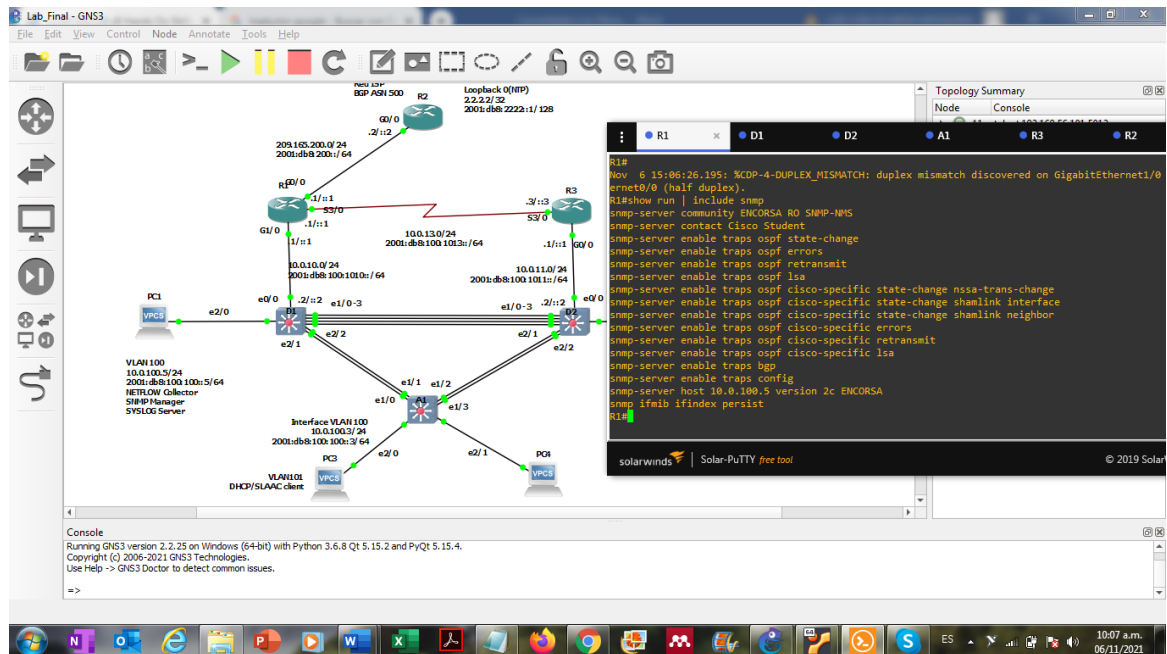 Lab_Final - GNS3
File Edit View Control Node Annotate Tools Help
BGP ASN 500
R2
Loopback 0(NTP)
2.2.2.2/32
2001:db8:2222::1/128
G0/0
.2/::2
209.165.200.0/24
2001:db8:200::/64
R1
G0/0
.1/::1
S3/0
.1/::1
G1/0
.1/::1
R3
.3/::3
S3/0
10.0.13.0/24
2001:db8:100:1013::/64
.1/::1 G0/0
10.0.10.0/24
2001:db8:100:1010::/64
10.0.11.0/24
2001:db8:100:1011::/64
PC1
VPCS
e2/0
e0/0
.2/::2
e1/0-3
e1/0-3
.2/::2
e0/0
D1
D2
e2/2
e2/1
e2/1
e2/2
VLAN 100
10.0.100.5/24
2001:db8:100:100::5/64
NETFLOW Collector
SNMP Manager
SYSLOG Server
e1/1 e1/2
e1/0
A1
e1/3
Interface VLAN 100
10.0.100.3/24
2001:db8:100:100::3/64
PC3
e2/0
e2/1
PC4
VPCS
VPCS
VLAN101
DHCP/SLAAC client
Topology Summary
Node Console
R1 × D1 D2 A1 R3 R2
R1#
Nov 6 15:06:26.195: %CDP-4-DUPLEX_MISMATCH: duplex mismatch discovered on GigabitEthernet1/0
ernet0/0 (half duplex).
R1#show run | include snmp
snmp-server community ENCORSA RO SNMP-NMS
snmp-server contact Cisco Student
snmp-server enable traps ospf state-change
snmp-server enable traps ospf errors
snmp-server enable traps ospf retransmit
snmp-server enable traps ospf lsa
snmp-server enable traps ospf cisco-specific state-change nssa-trans-change
snmp-server enable traps ospf cisco-specific state-change shamlink interface
snmp-server enable traps ospf cisco-specific state-change shamlink neighbor
snmp-server enable traps ospf cisco-specific errors
snmp-server enable traps ospf cisco-specific retransmit
snmp-server enable traps ospf cisco-specific lsa
snmp-server enable traps bgp
snmp-server enable traps config
snmp-server host 10.0.100.5 version 2c ENCORSA
snmp ifmib ifindex persist
R1#
solarwinds | Solar-PuTTY free tool
© 2019 Solar
Console
Running GNS3 version 2.2.25 on Windows (64-bit) with Python 3.6.8 Qt 5.15.2 and PyQt 5.15.4.
Copyright (c) 2006-2021 GNS3 Technologies.
Use Help -> GNS3 Doctor to detect common issues.
=>
ES
10:07 a.m.
06/11/2021